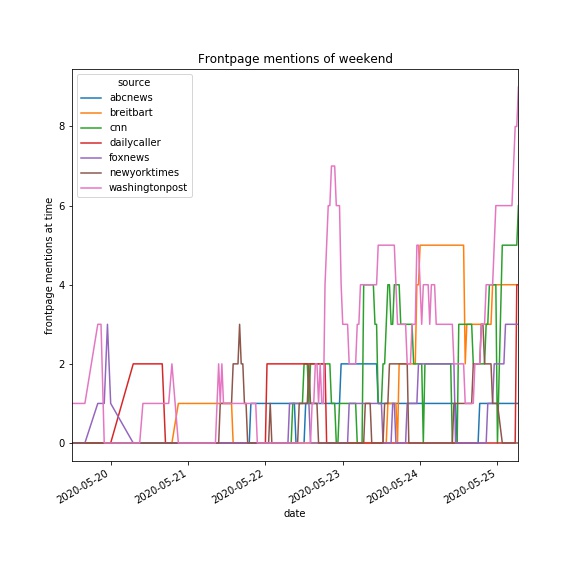 Frontpage mentions of weekend
source
abcnews
breitbart
cnn
dailycaller
foxnews
newyorktimes
washingtonpost
frontpage mentions at time
8
6
4
2
0
2020-05-20
2020-05-21
2020-05-22
2020-05-23
2020-05-24
2020-05-25
date